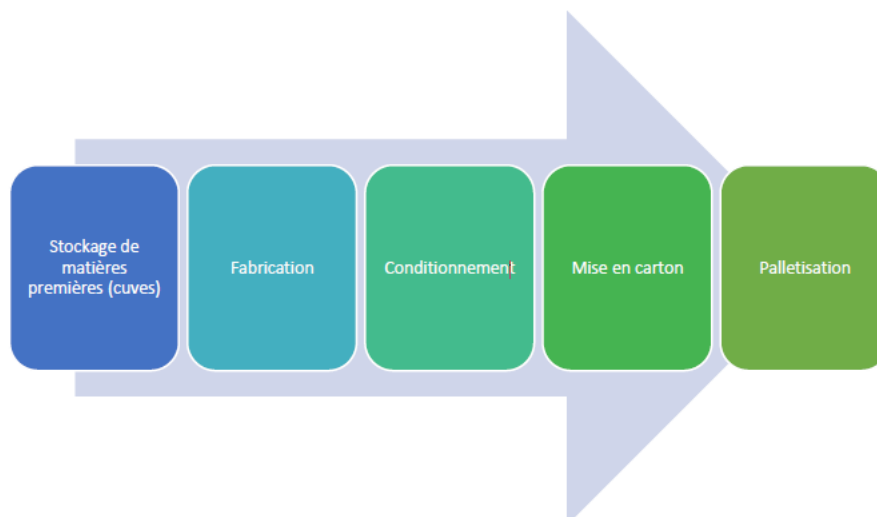 Stockage de
matières
premières (cuves)
Fabrication
Conditionnement
Mise en carton
Palletisation